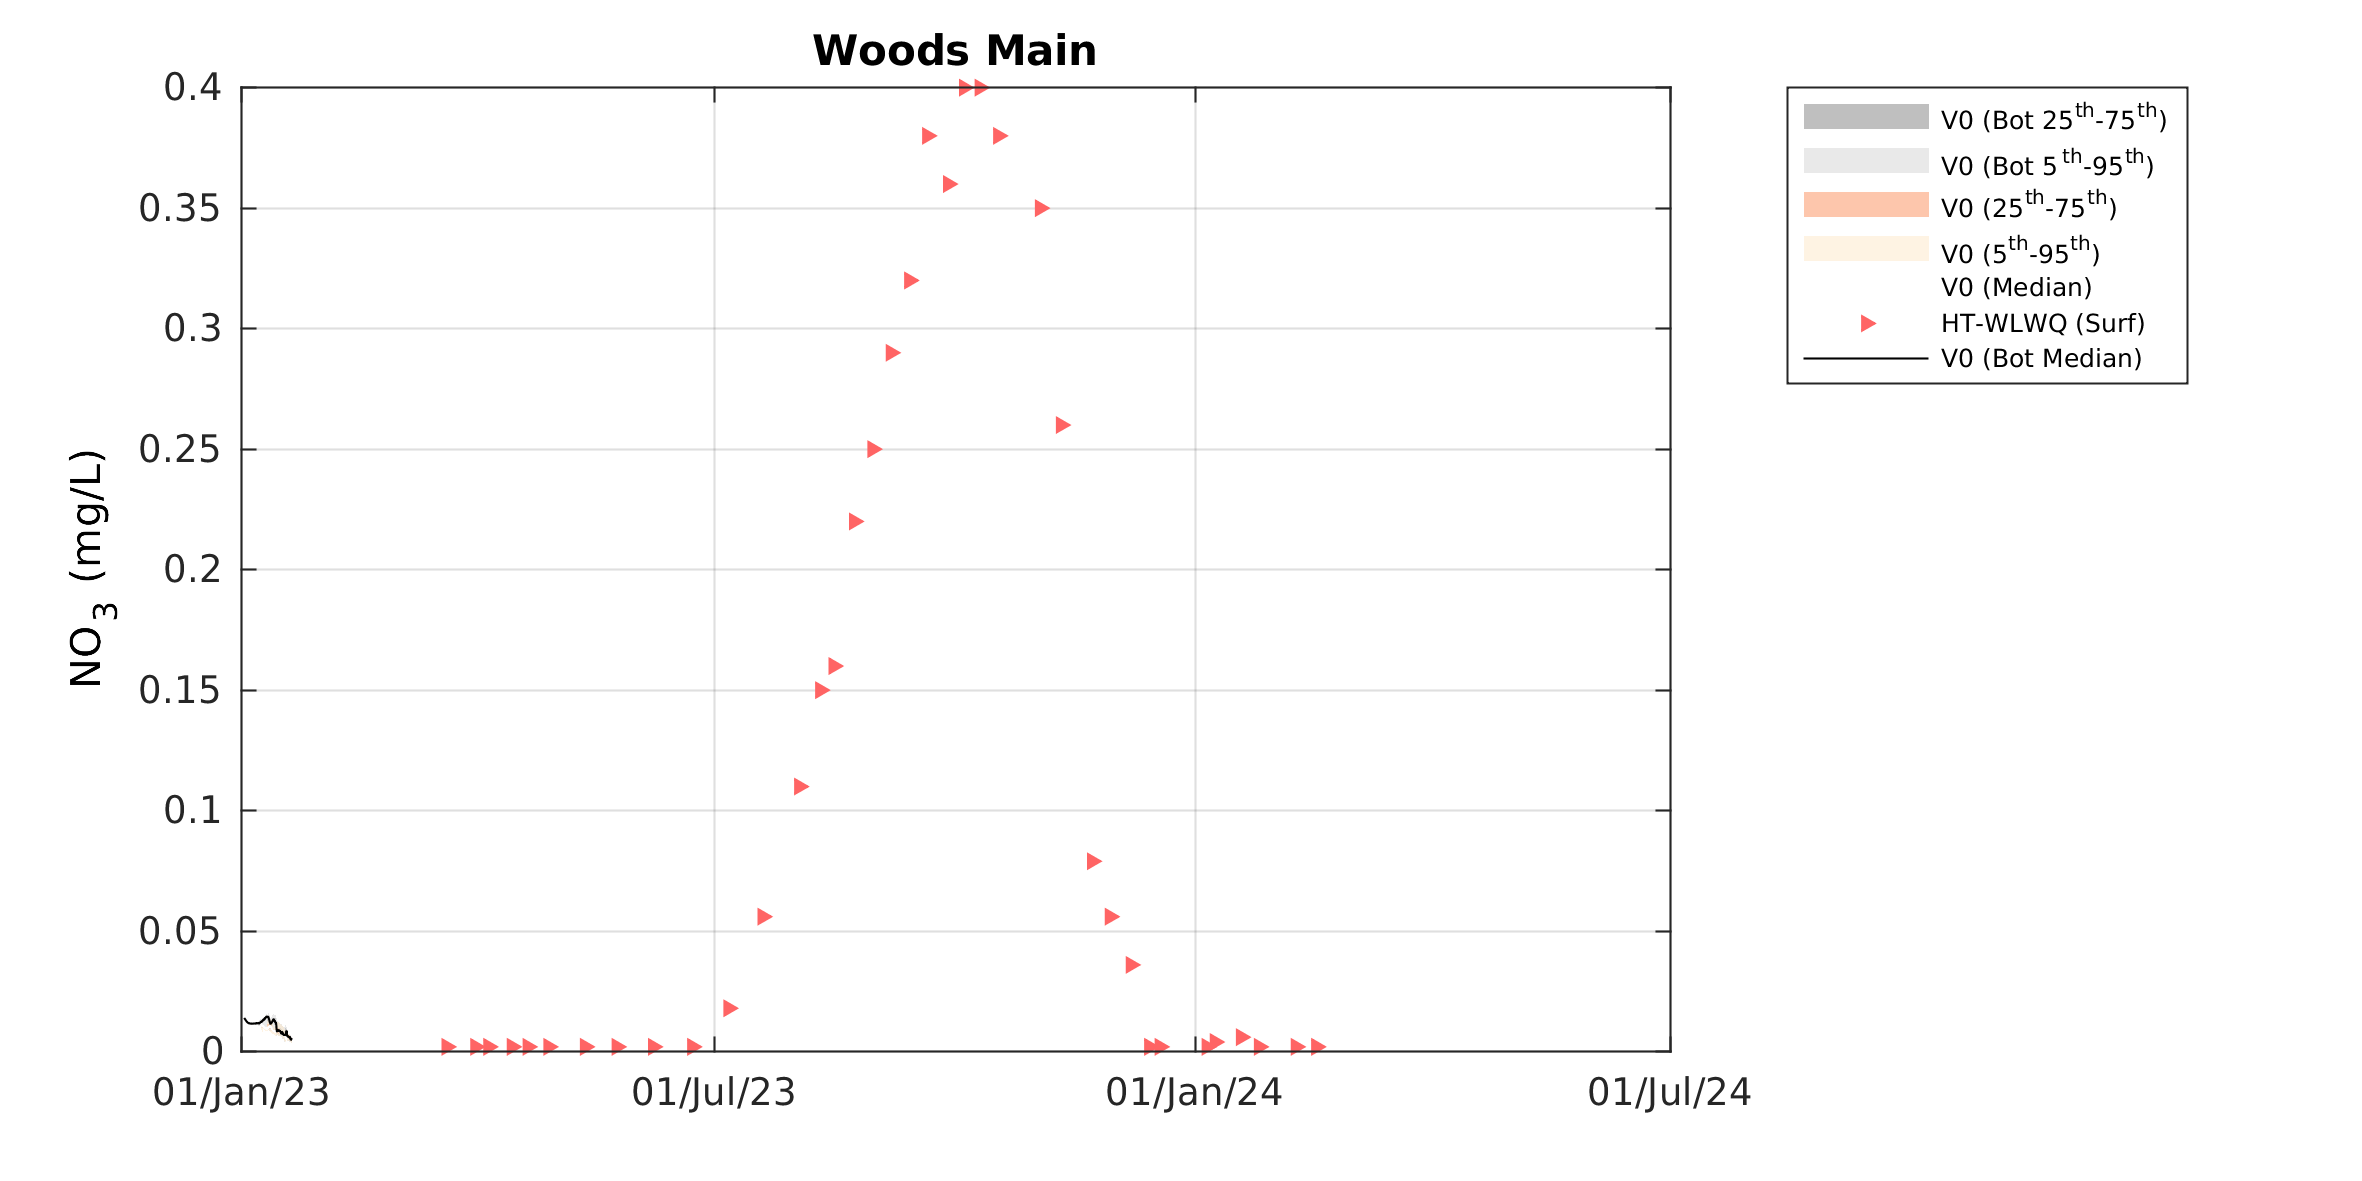 Woods Main
0.4
0.35
0.3
0.25
0.2
0.15
0.1
0.05
0
NO3 (mg/L)
01/Jan/23 01/Jul/23 01/Jan/24 01/Jul/24
V0 (Bot 25th-75th)
V0 (Bot 5th-95th)
V0 (25th-75th)
V0 (5th-95th)
V0 (Median)
HT-WLWQ (Surf)
V0 (Bot Median)